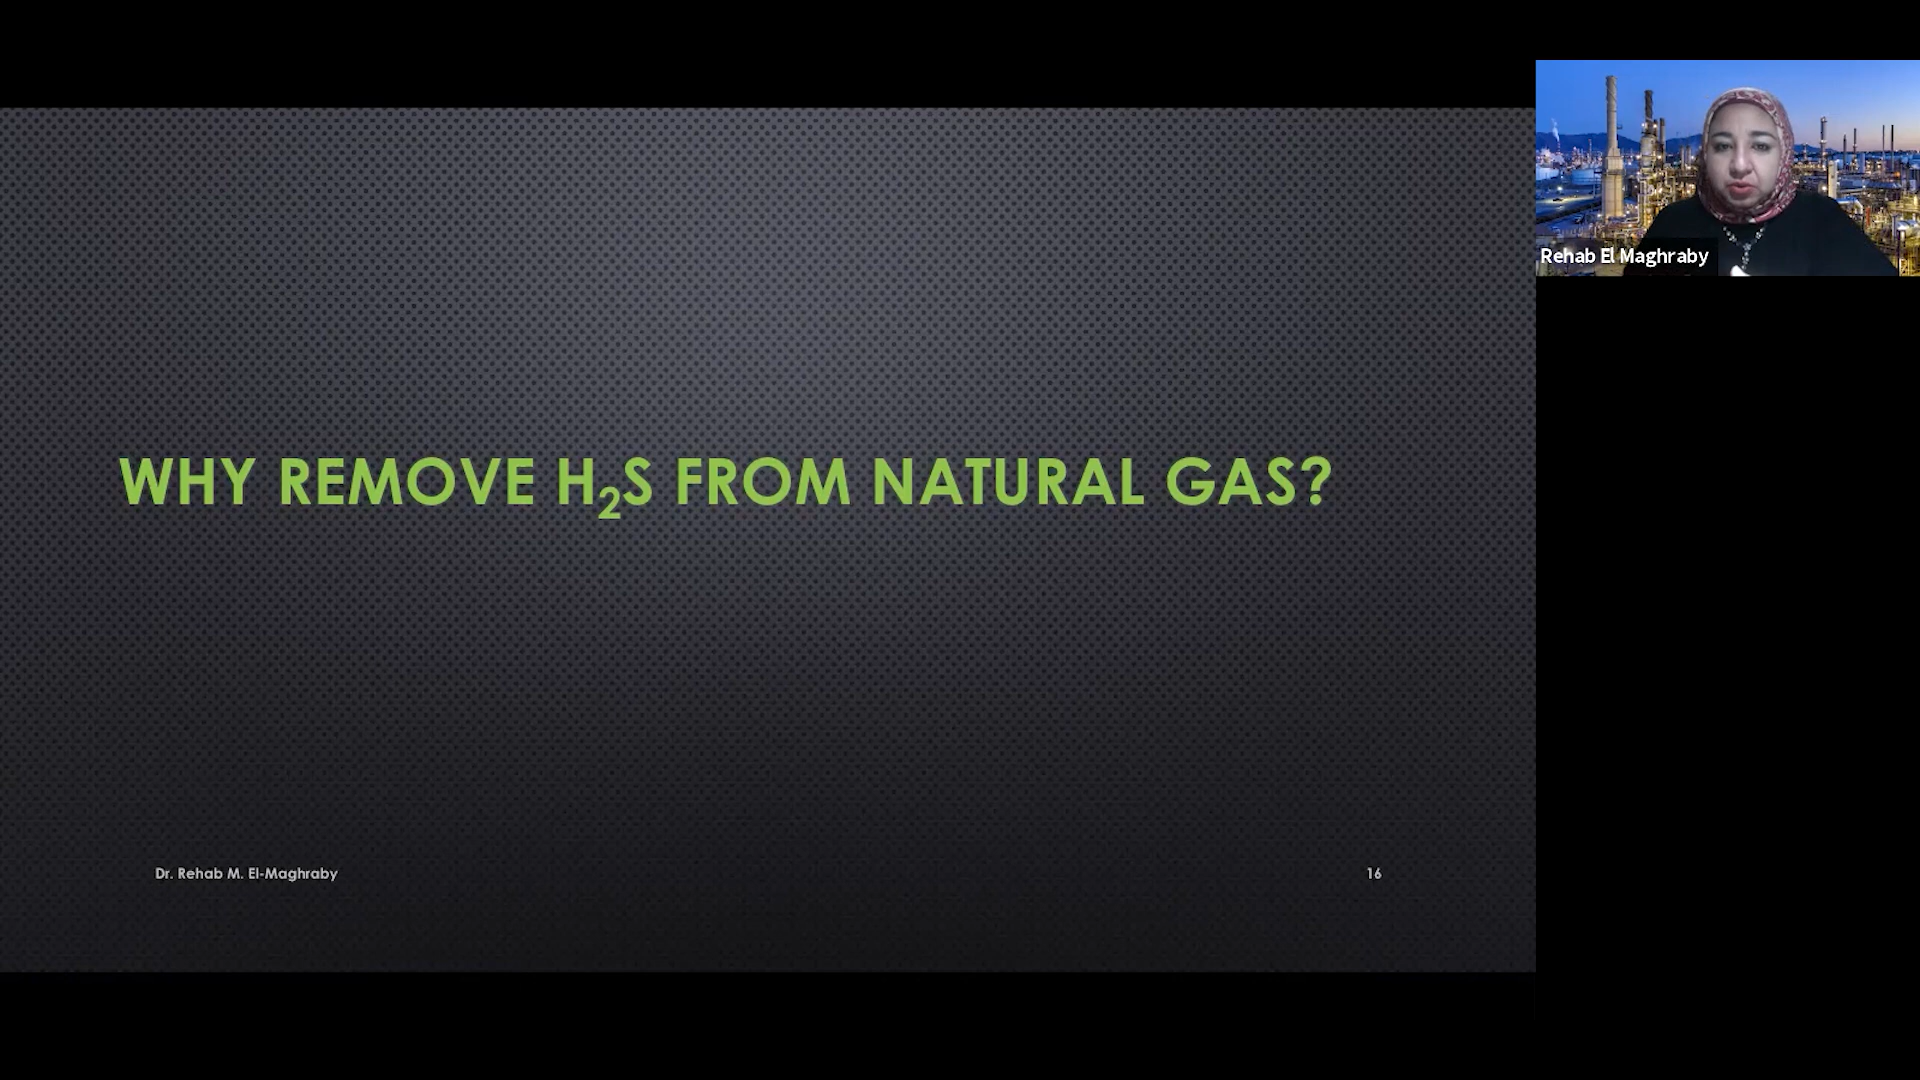 WHY REMOVE H₂S FROM NATURAL GAS?
Dr. Rehab M. El-Maghraby
16
Rehab El Maghraby